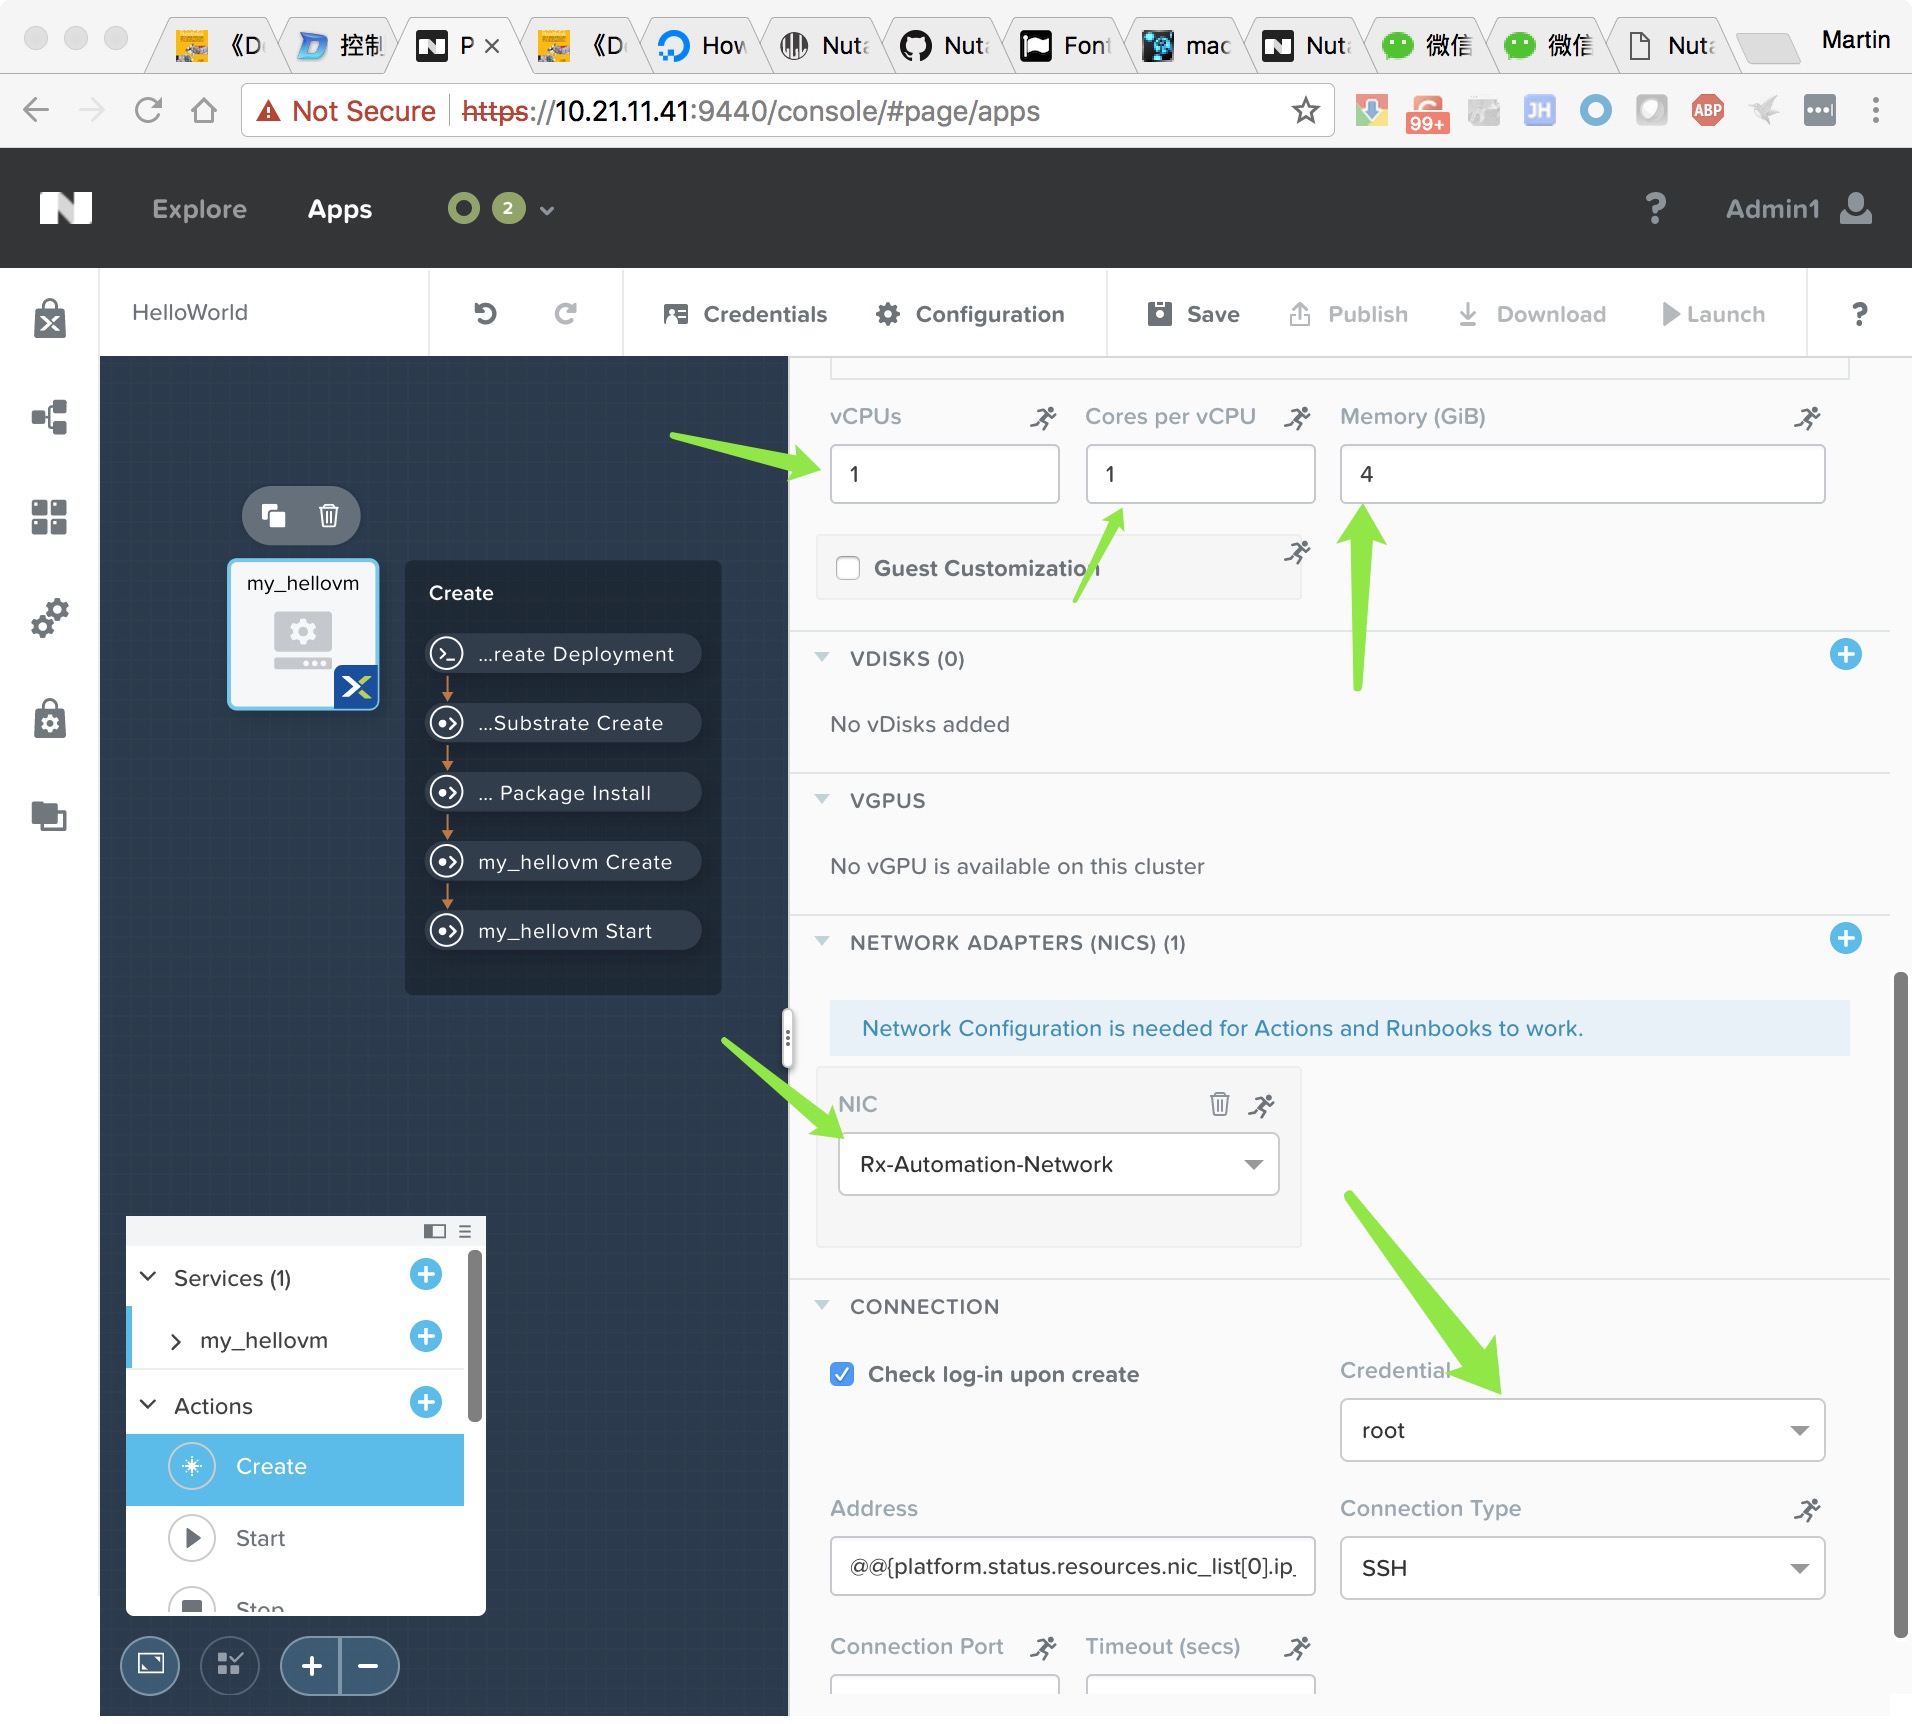 《D
控制
P
《D
How
Nuta
Nuta
Font
mac
Nuta
微信
微信
Nuta
Martin
Not Secure
https://10.21.11.41:9440/console/#page/apps
99+
JH
ABP
Explore
Apps
2
?
Admin1
HelloWorld
Credentials
Configuration
Save
Publish
Download
Launch
?
vCPUs
Cores per vCPU
Memory (GiB)
1
1
4
Guest Customization
my_hellovm
Create
...reate Deployment
...Substrate Create
... Package Install
my_hellovm Create
my_hellovm Start
VDISKS (0)
No vDisks added
VGPUS
No vGPU is available on this cluster
NETWORK ADAPTERS (NICS) (1)
Network Configuration is needed for Actions and Runbooks to work.
NIC
Rx-Automation-Network
Services (1)
my_hellovm
Actions
Create
Start
Stop
CONNECTION
Check log-in upon create
Credential
root
Address
Connection Type
@@{platform.status.resources.nic_list[0].ip_
SSH
Connection Port
Timeout (secs)